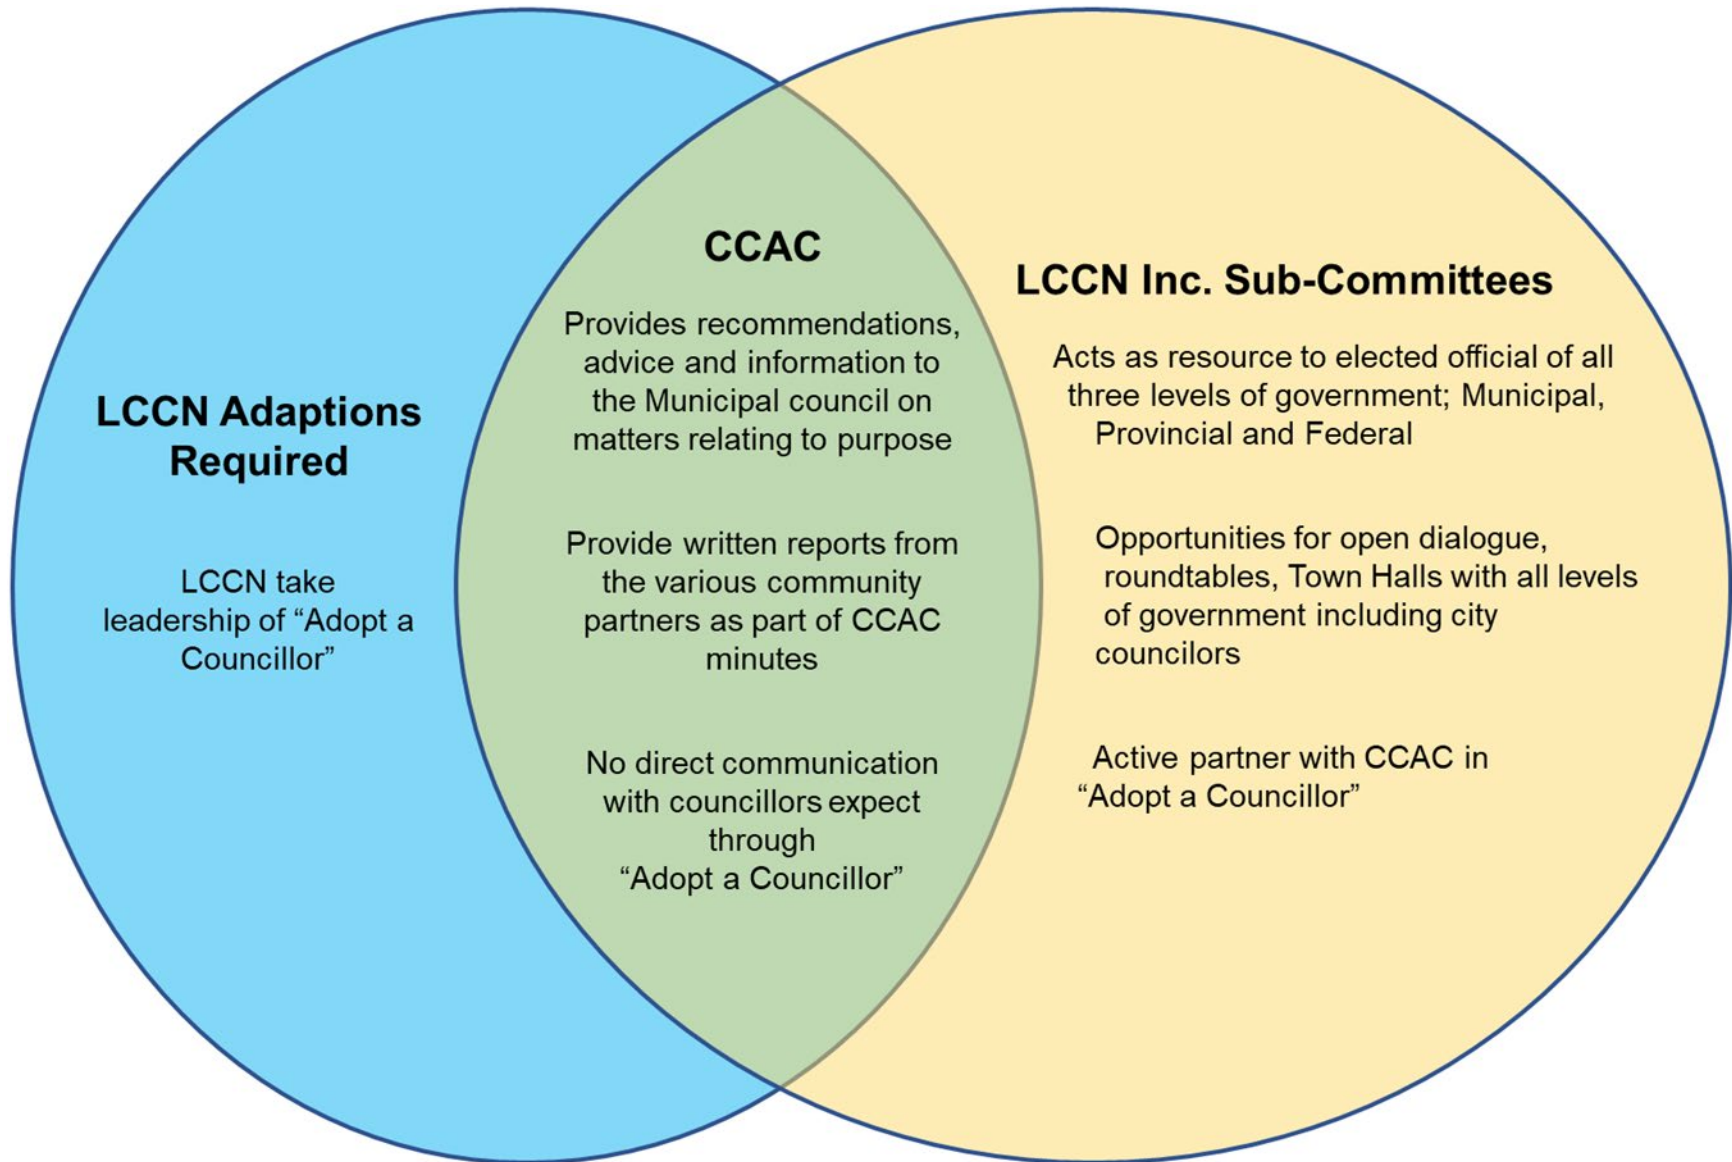 LCCN Adaptions
Required
LCCN take
leadership of “Adopt a
Councillor”
CCAC
Provides recommendations,
advice and information to
the Municipal council on
matters relating to purpose
Provide written reports from
the various community
partners as part of CCAC
minutes
No direct communication
with councillors expect
through
“Adopt a Councillor”
LCCN Inc. Sub-Committees
Acts as resource to elected official of all
three levels of government; Municipal,
Provincial and Federal
Opportunities for open dialogue,
roundtables, Town Halls with all levels
of government including city
councilors
Active partner with CCAC in
“Adopt a Councillor”